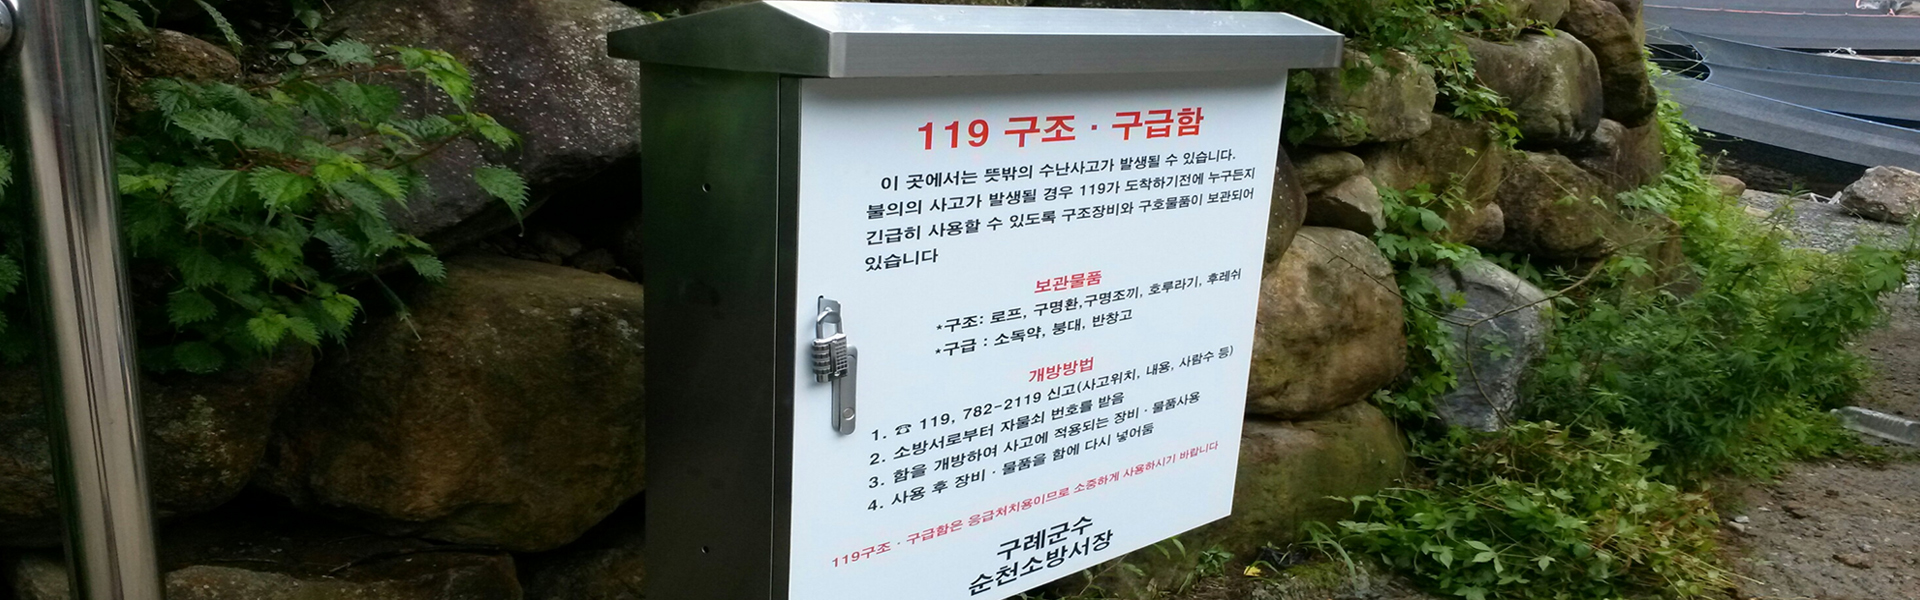 119 구조 · 구급함
이 곳에서는 뜻밖의 수난사고가 발생될 수 있습니다.
불의의 사고가 발생될 경우 119가 도착하기전에 누구든지
긴급히 사용할 수 있도록 구조장비와 구호물품이 보관되어
있습니다
보관물품
*구조: 로프, 구명환,구명조끼, 호루라기, 후레쉬
*구급 : 소독약, 붕대, 반창고
개방방법
1. ☎ 119, 782-2119 신고(사고위치, 내용, 사람수 등)
2. 소방서로부터 자물쇠 번호를 받음
3. 함을 개방하여 사고에 적용되는 장비 · 물품사용
4. 사용 후 장비 · 물품을 함에 다시 넣어둠
119구조 · 구급함은 응급처치용이므로 소중하게 사용하시기 바랍니다
구례군수
순천소방서장